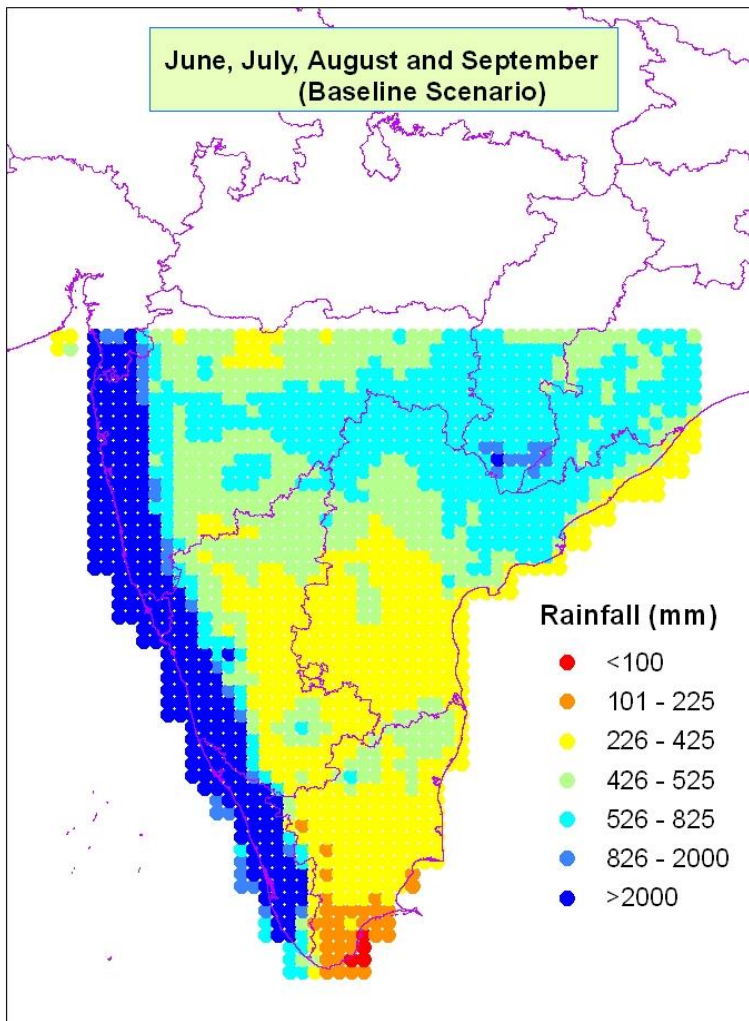 June, July, August and September
(Baseline Scenario)
Rainfall (mm)
<100
101 - 225
226 - 425
426 - 525
526 - 825
826 - 2000
>2000